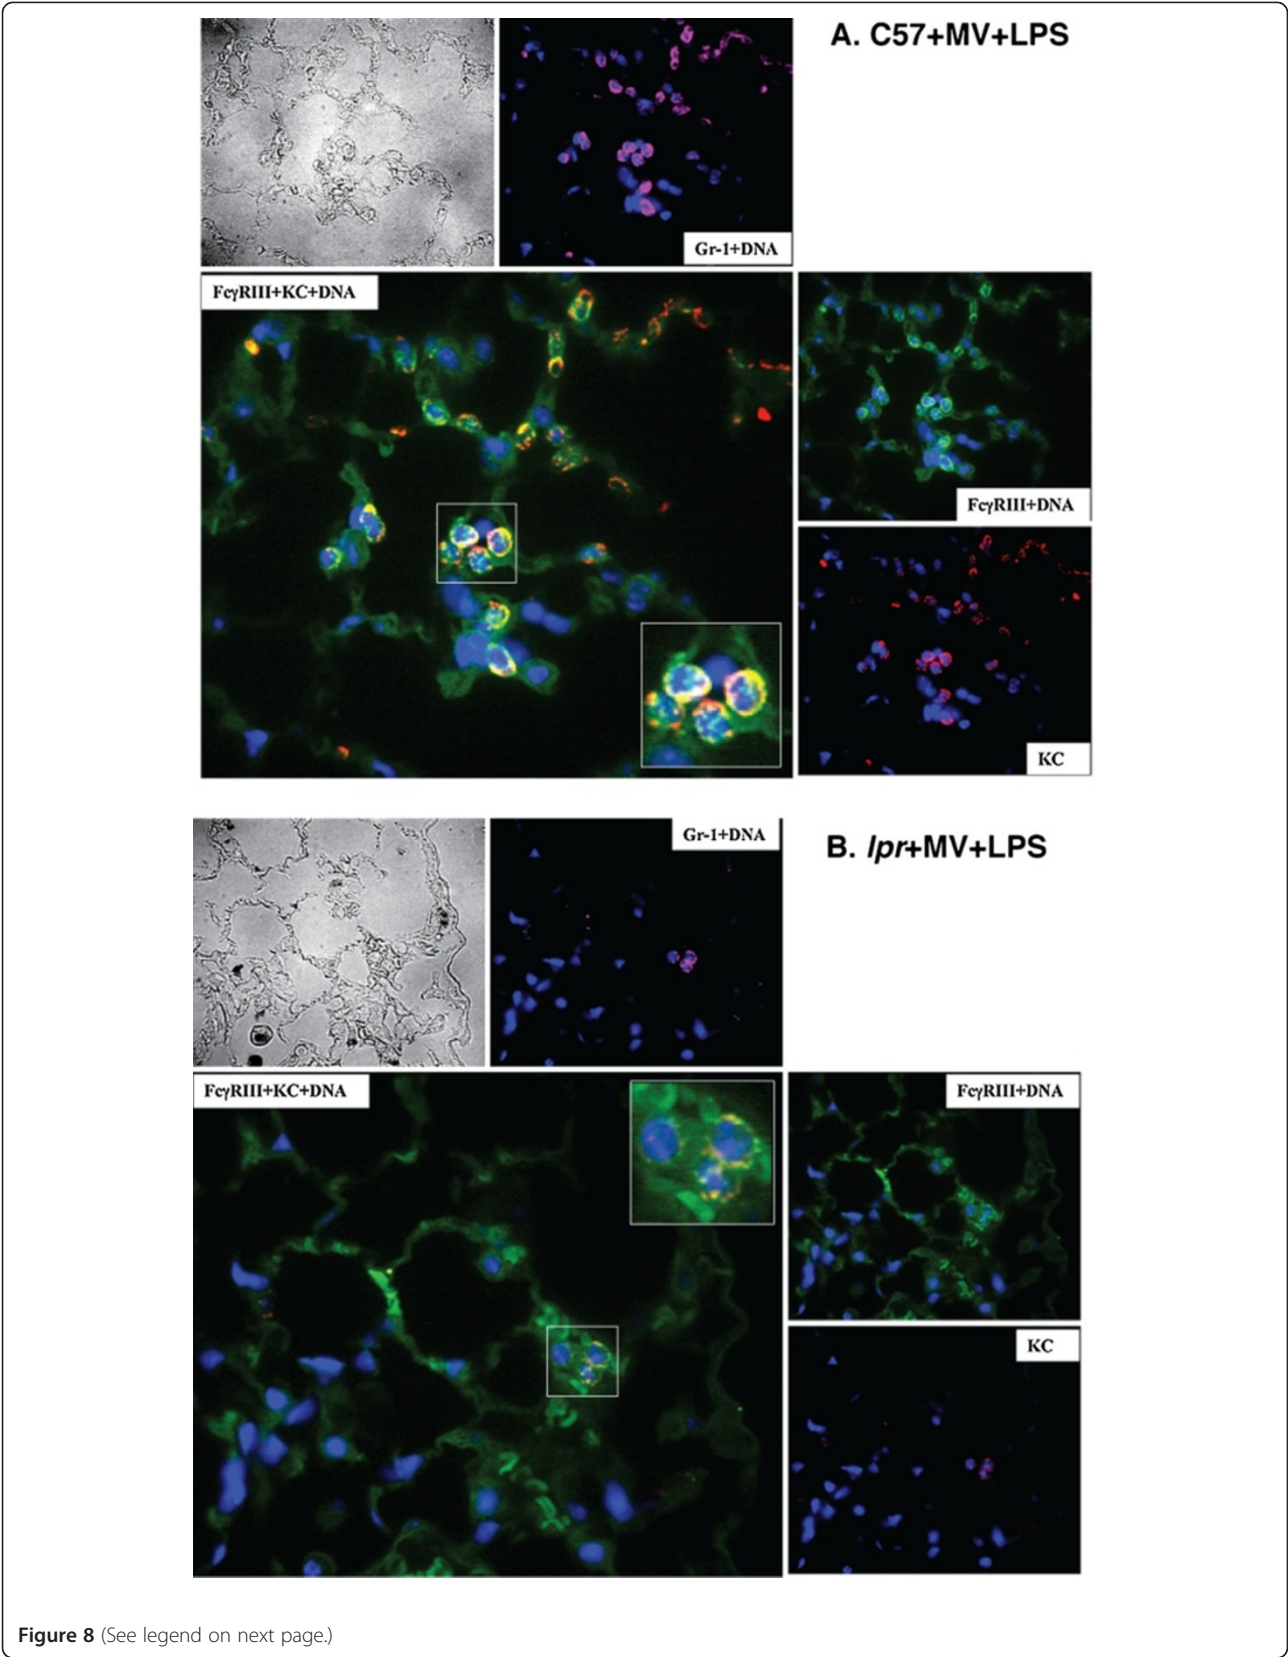 A. C57+MV+LPS
Gr-1+DNA
FcγRIII+KC+DNA
FcγRIII+DNA
KC
Gr-1+DNA
B. lpr+MV+LPS
FcγRIII+KC+DNA
FcγRIII+DNA
KC
Figure 8 (See legend on next page.)